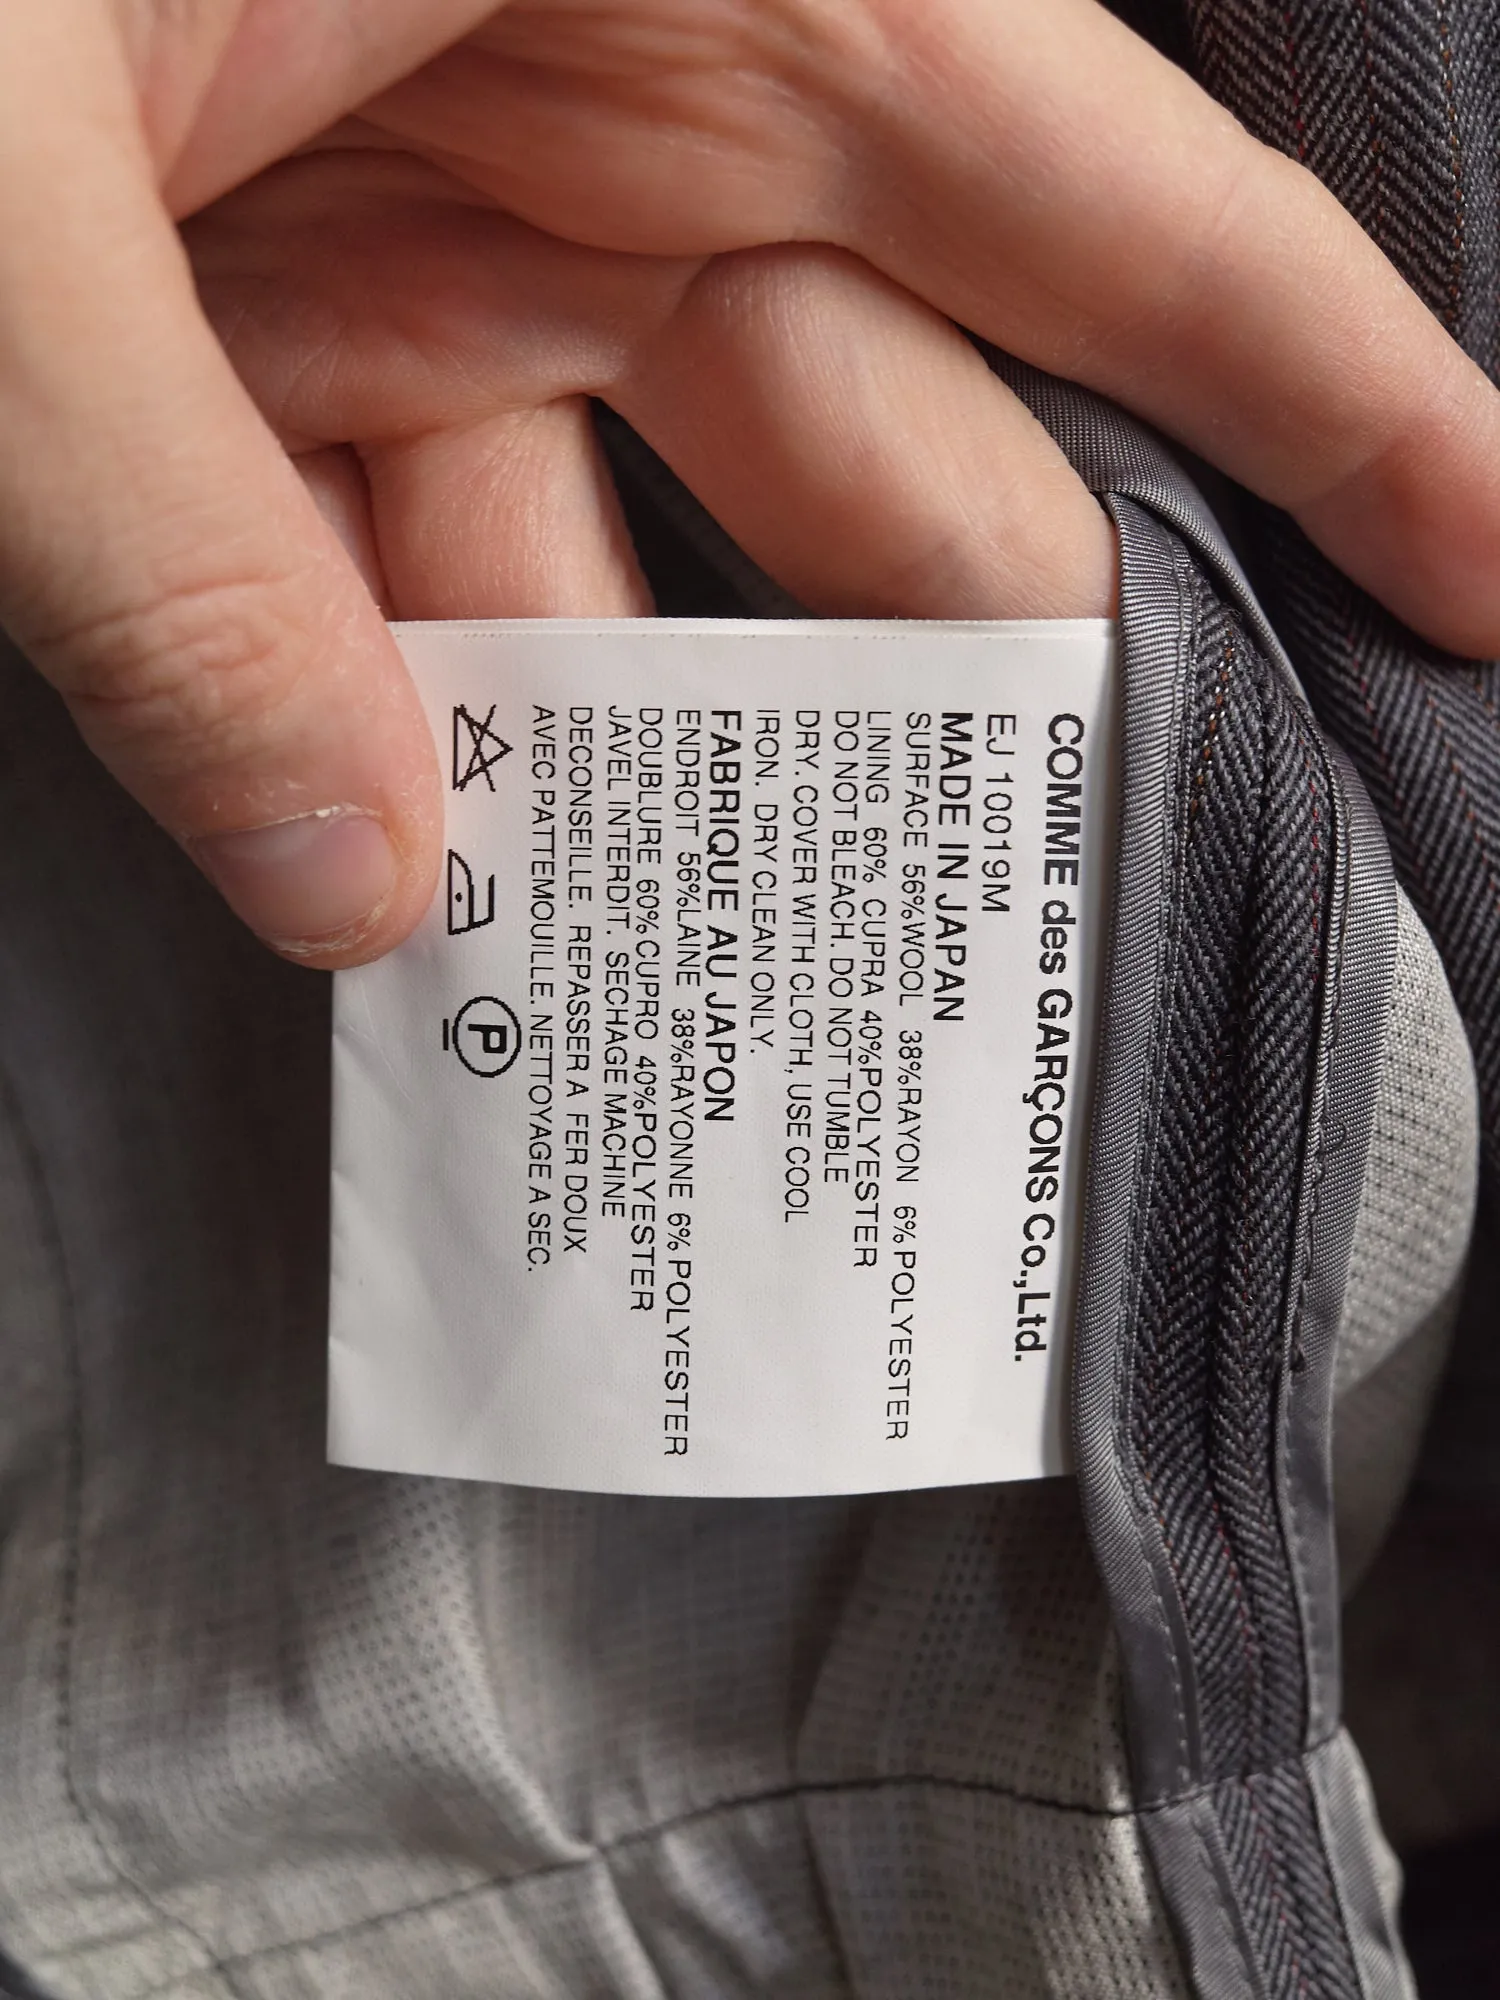 COMME des GARÇONS Co.,Ltd.
EJ 10019M
MADE IN JAPAN
SURFACE 56%WOOL 38%RAYON 6%POLYESTER
LINING 60% CUPRA 40%POLYESTER
DO NOT BLEACH. DO NOT TUMBLE
DRY. COVER WITH CLOTH, USE COOL
IRON. DRY CLEAN ONLY.
FABRIQUE AU JAPON
ENDROIT 56%LAINE 38%RAYONNE 6%POLYESTER
DOUBLURE 60%CUPRO 40%POLYESTER
JAVEL INTERDIT. SECHAGE MACHINE
DECONSEILLE. REPASSER A FER DOUX
AVEC PATTEMOUILLE. NETTOYAGE A SEC.
P